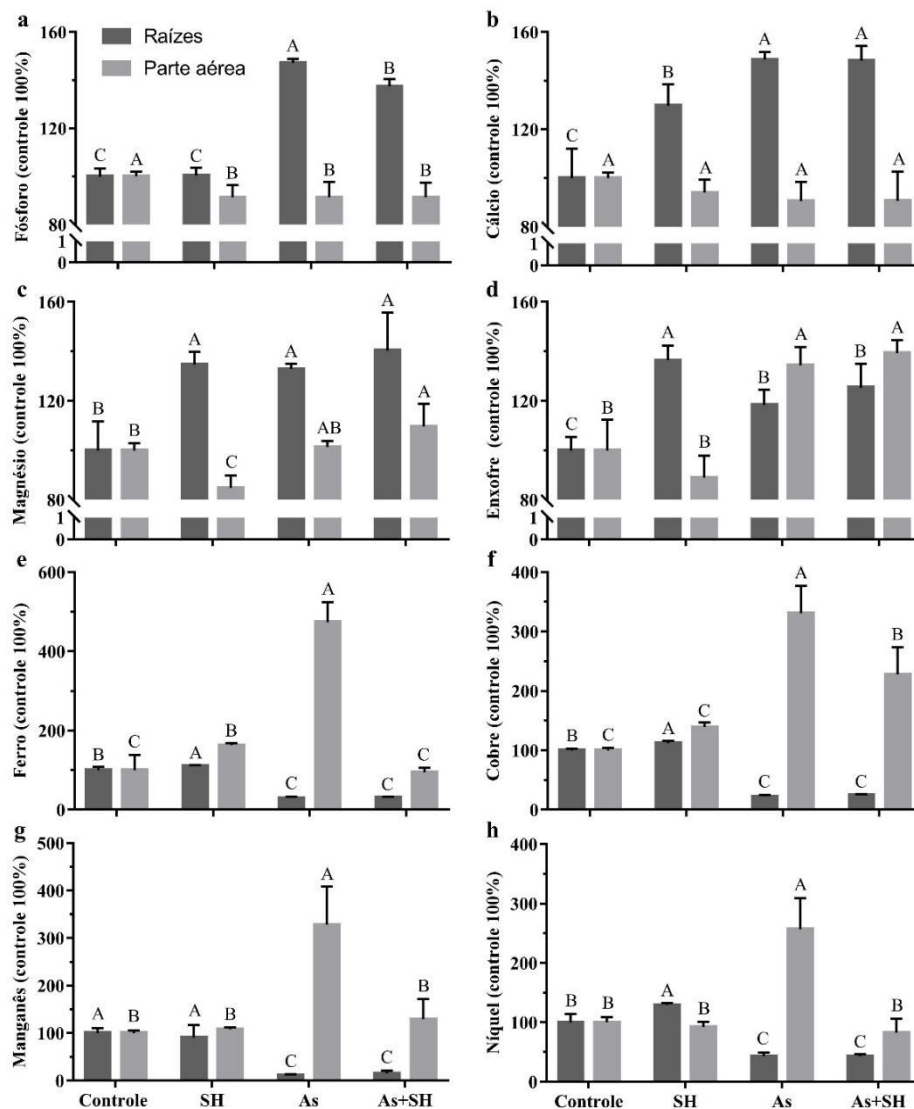 a
Raízes
Parte aérea
Fósforo (controle 100%)
160
120
80
1
0
C A C B A B B B
b
Cálcio (controle 100%)
160
120
80
1
0
C A B A A A A A
c
Magnésio (controle 100%)
160
120
80
1
0
B B A C A AB A A
d
Enxofre (controle 100%)
160
120
80
1
0
C B A B B A B A
e
Ferro (controle 100%)
600
400
200
0
B C A B C A C C
f
Cobre (controle 100%)
400
300
200
100
0
B C A C C A C B
g
Manganês (controle 100%)
500
400
300
200
100
0
A B A B C A C B
Controle SH As As+SH
h
Níquel (controle 100%)
400
300
200
100
0
B B A B C A C B
Controle SH As As+SH